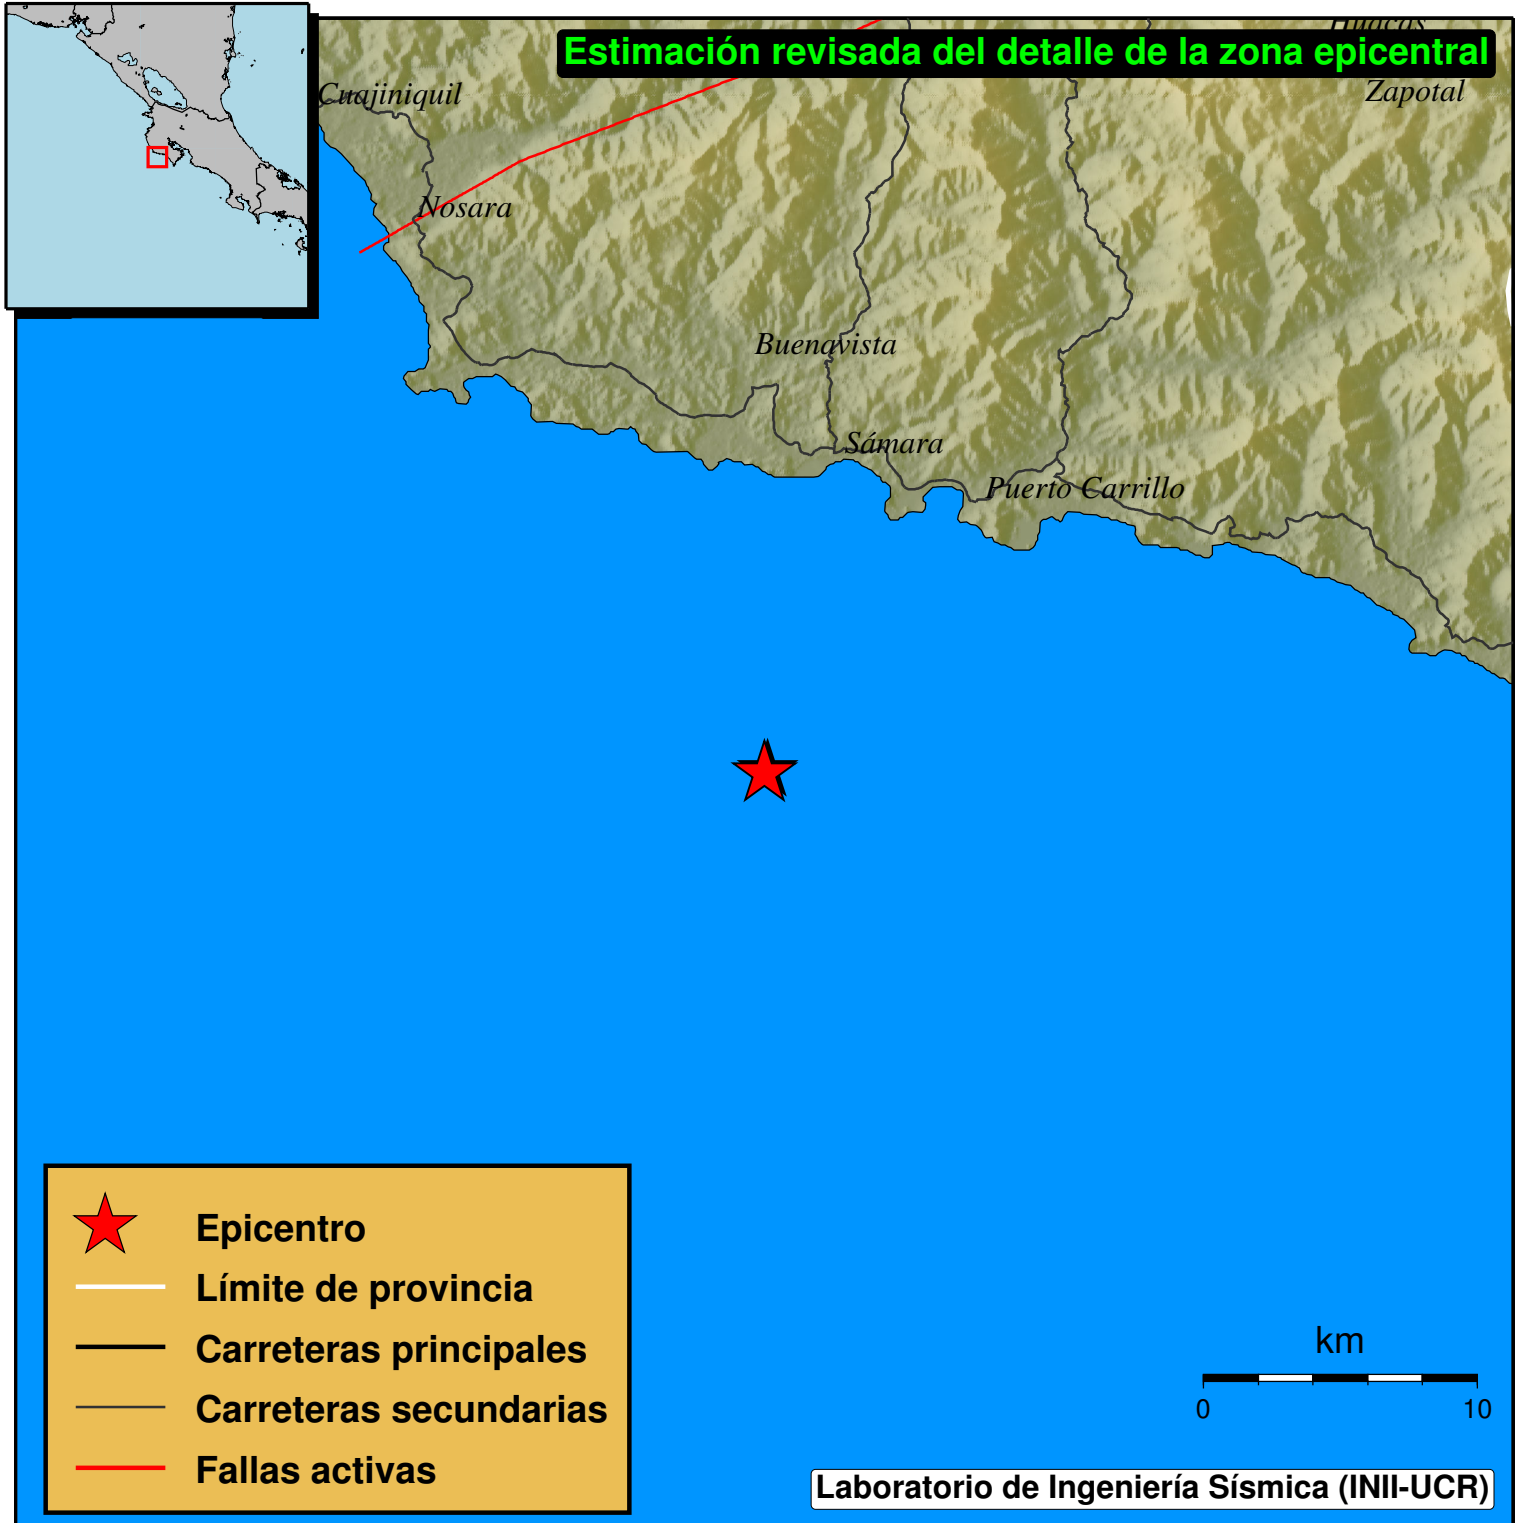 Huacas
Estimación revisada del detalle de la zona epicentral
Cuajiniquil
Zapotal
Nosara
Buenavista
Sámara
Puerto Carrillo
Epicentro
Límite de provincia
Carreteras principales
Carreteras secundarias
Fallas activas
km
0 10
Laboratorio de Ingeniería Sísmica (INII-UCR)